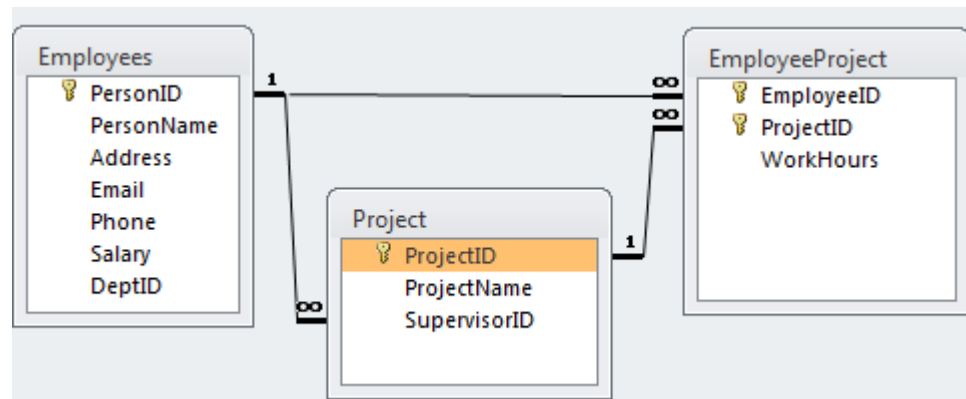 Employees
PersonID
PersonName
Address
Email
Phone
Salary
DeptID
1
∞
Project
ProjectID
ProjectName
SupervisorID
1
∞
∞
EmployeeProject
EmployeeID
ProjectID
WorkHours